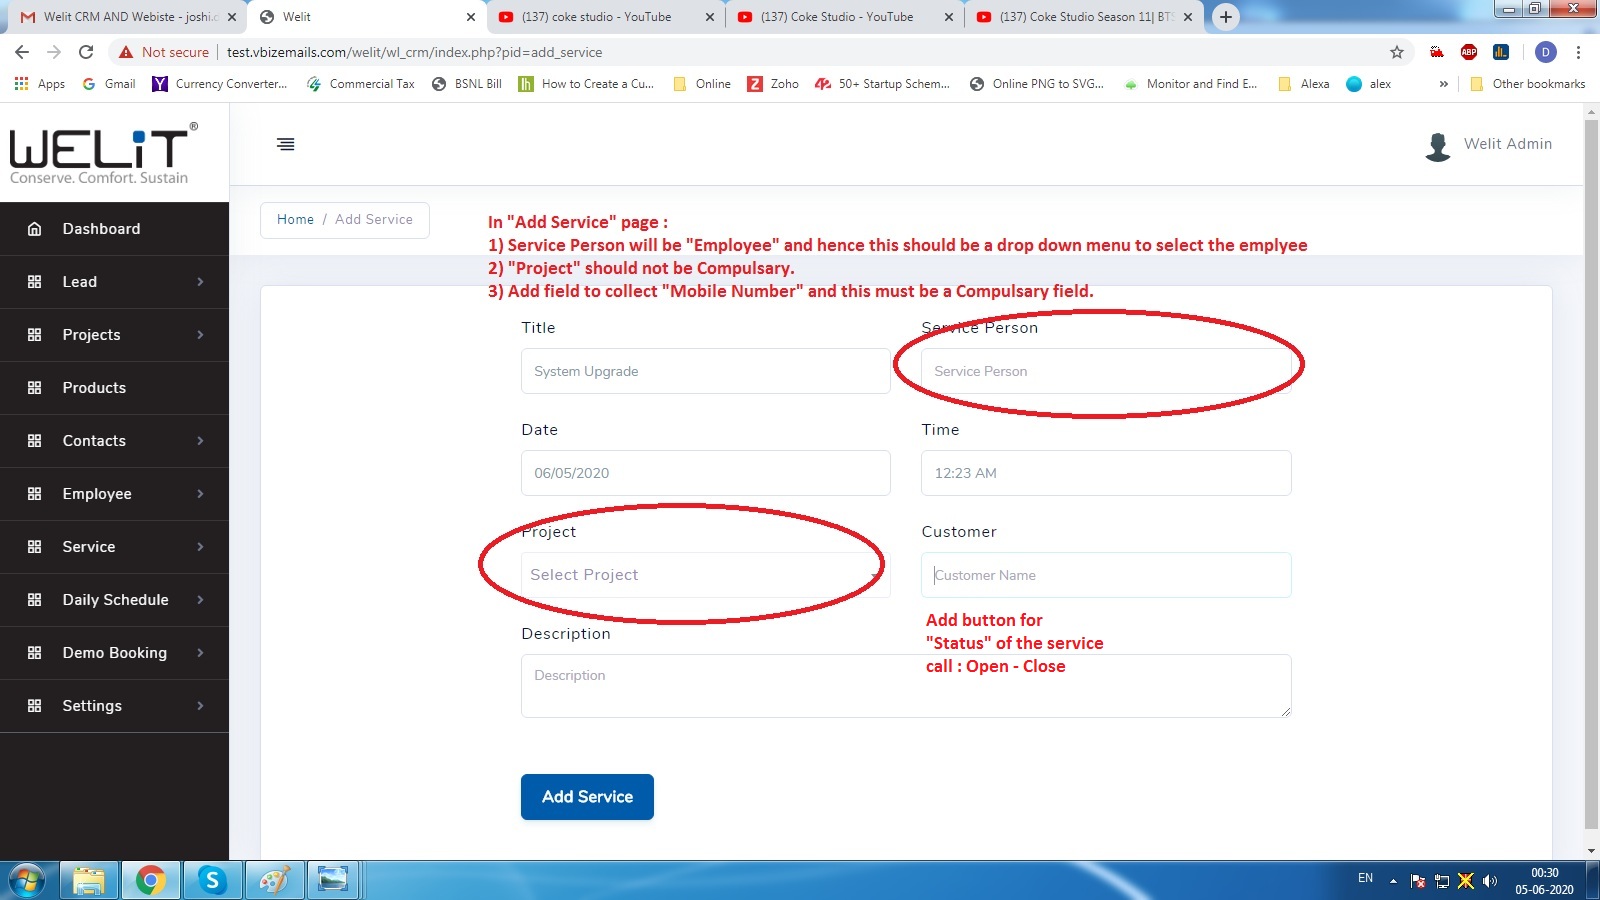 Welit CRM AND Webiste - joshi.d
Welit
(137) coke studio - YouTube
(137) Coke Studio - YouTube
(137) Coke Studio Season 11| BTS
Not secure
test.vbizemails.com/welit/wl_crm/index.php?pid=add_service
ABP
D
Apps
Gmail
Currency Converter...
Commercial Tax
BSNL Bill
How to Create a Cu...
Online
Zoho
50+ Startup Schem...
Online PNG to SVG...
Monitor and Find E...
Alexa
alex
»
Other bookmarks
WELiT®
Conserve. Comfort. Sustain
Welit Admin
Home / Add Service
In "Add Service" page :
1) Service Person will be "Employee" and hence this should be a drop down menu to select the emplyee
2) "Project" should not be Compulsary.
3) Add field to collect "Mobile Number" and this must be a Compulsary field.
Dashboard
Lead
Projects
Products
Contacts
Employee
Service
Daily Schedule
Demo Booking
Settings
Title
Service Person
System Upgrade
Service Person
Date
Time
06/05/2020
12:23 AM
Project
Customer
Select Project
Customer Name
Add button for
"Status" of the service
call : Open - Close
Description
Description
Add Service
EN
00:30
05-06-2020